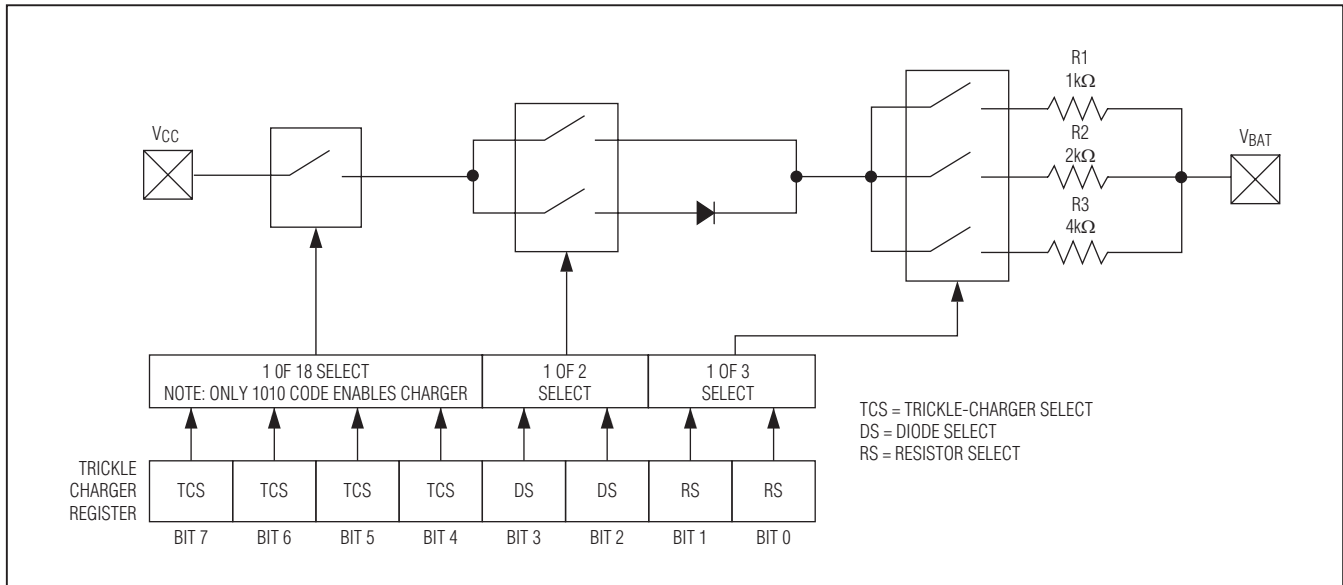 R1
1kΩ
VCC
R2
2kΩ
VBAT
R3
4kΩ
1 OF 18 SELECT
NOTE: ONLY 1010 CODE ENABLES CHARGER
1 OF 2
SELECT
1 OF 3
SELECT
TCS = TRICKLE-CHARGER SELECT
DS = DIODE SELECT
RS = RESISTOR SELECT
TRICKLE
CHARGER
REGISTER
TCS TCS TCS TCS DS DS RS RS
BIT 7 BIT 6 BIT 5 BIT 4 BIT 3 BIT 2 BIT 1 BIT 0